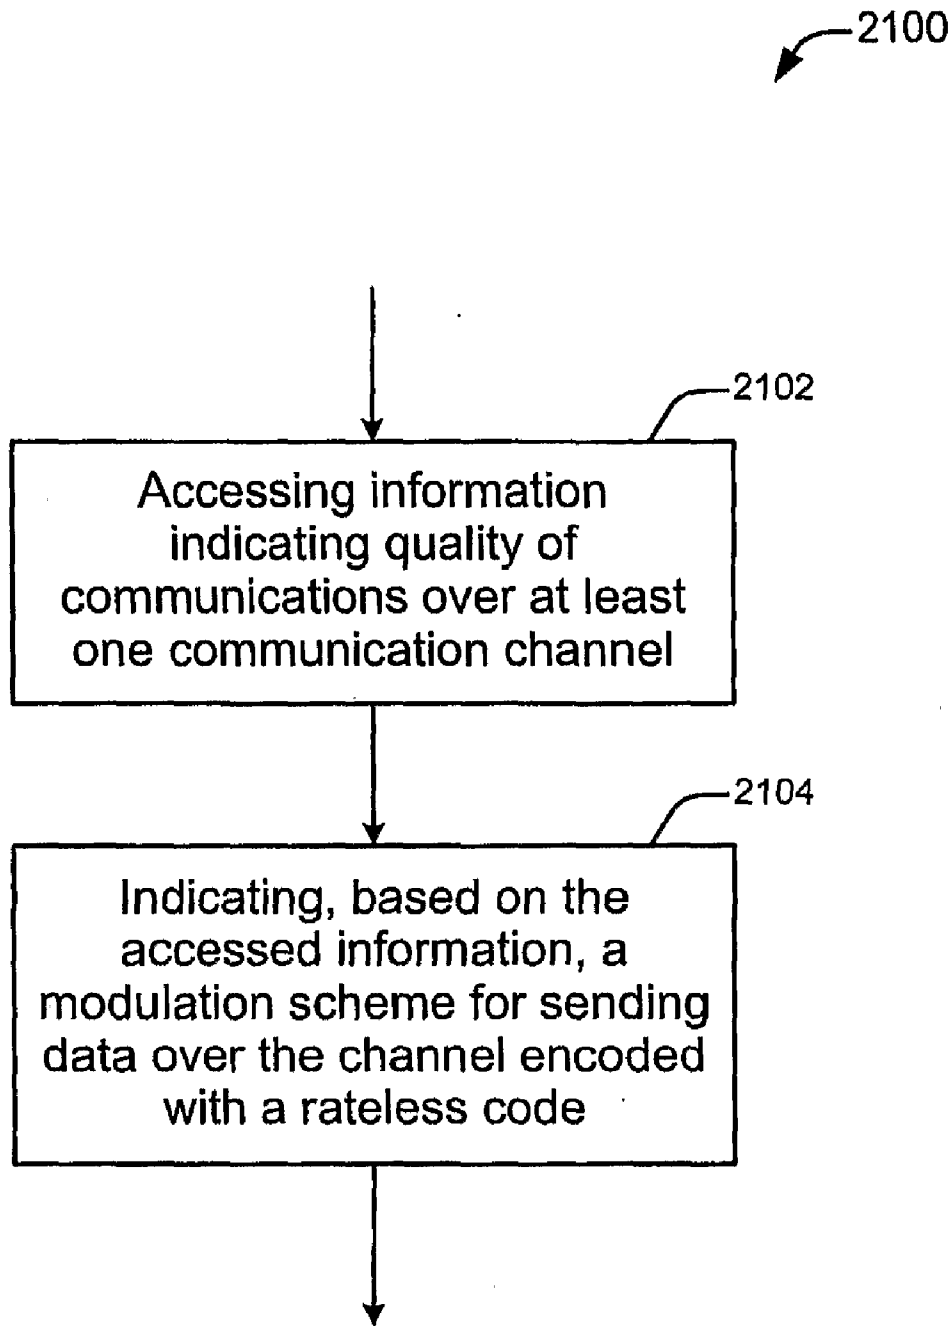 2100
2102
Accessing information
indicating quality of
communications over at least
one communication channel
2104
Indicating, based on the
accessed information, a
modulation scheme for sending
data over the channel encoded
with a rateless code